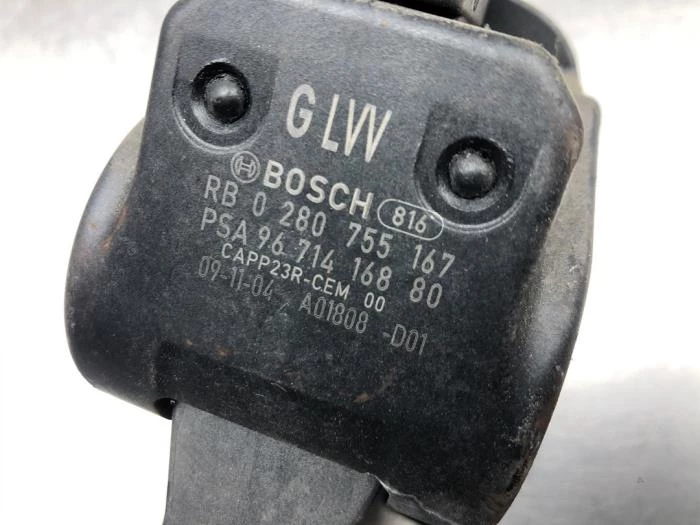 GLW
BOSCH 816
RB 0 280 755 167
PSA 96 714 168 80
CAPP23R-CEM 00
09-11-04 A01808 -D01